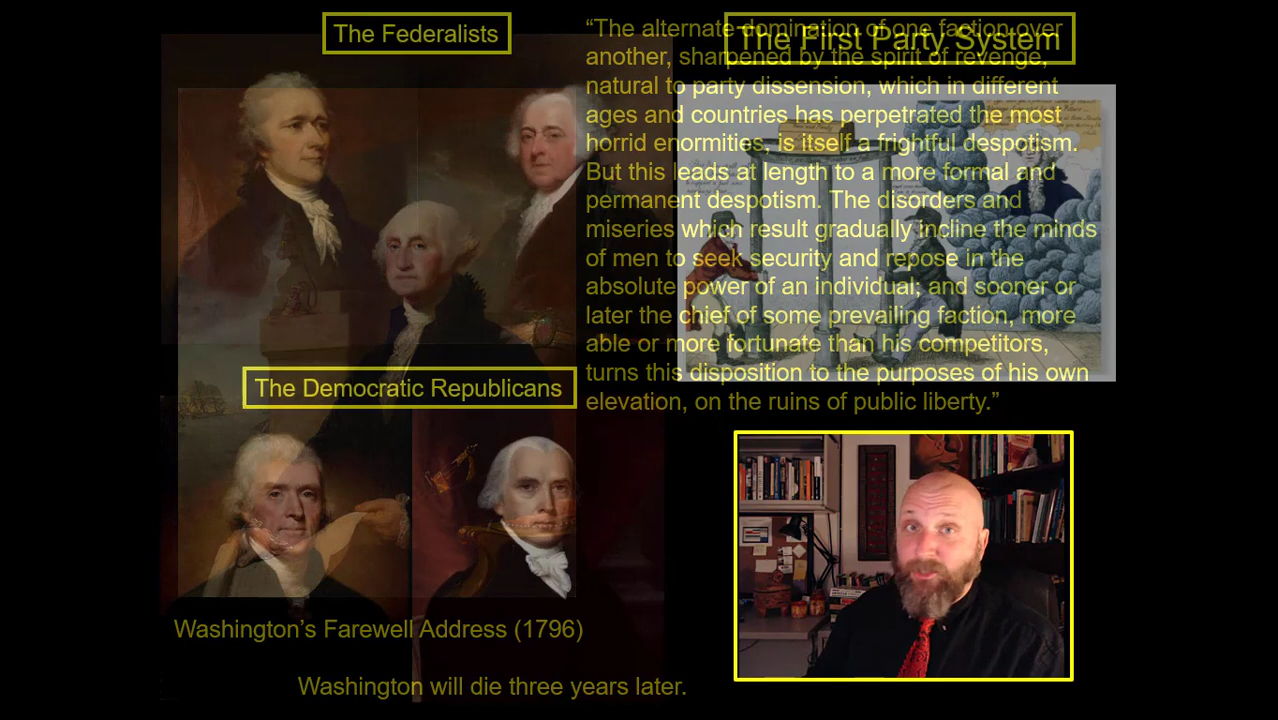 The Federalists
“The alternate domination of one faction over
another, sharpened by the spirit of revenge,
natural to party dissension, which in different
ages and countries has perpetrated the most
horrid enormities, is itself a frightful despotism.
But this leads at length to a more formal and
permanent despotism. The disorders and
miseries which result gradually incline the minds
of men to seek security and repose in the
absolute power of an individual; and sooner or
later the chief of some prevailing faction, more
able or more fortunate than his competitors,
turns this disposition to the purposes of his own
elevation, on the ruins of public liberty.”
The First Party System
The Democratic Republicans
Washington’s Farewell Address (1796)
Washington will die three years later.